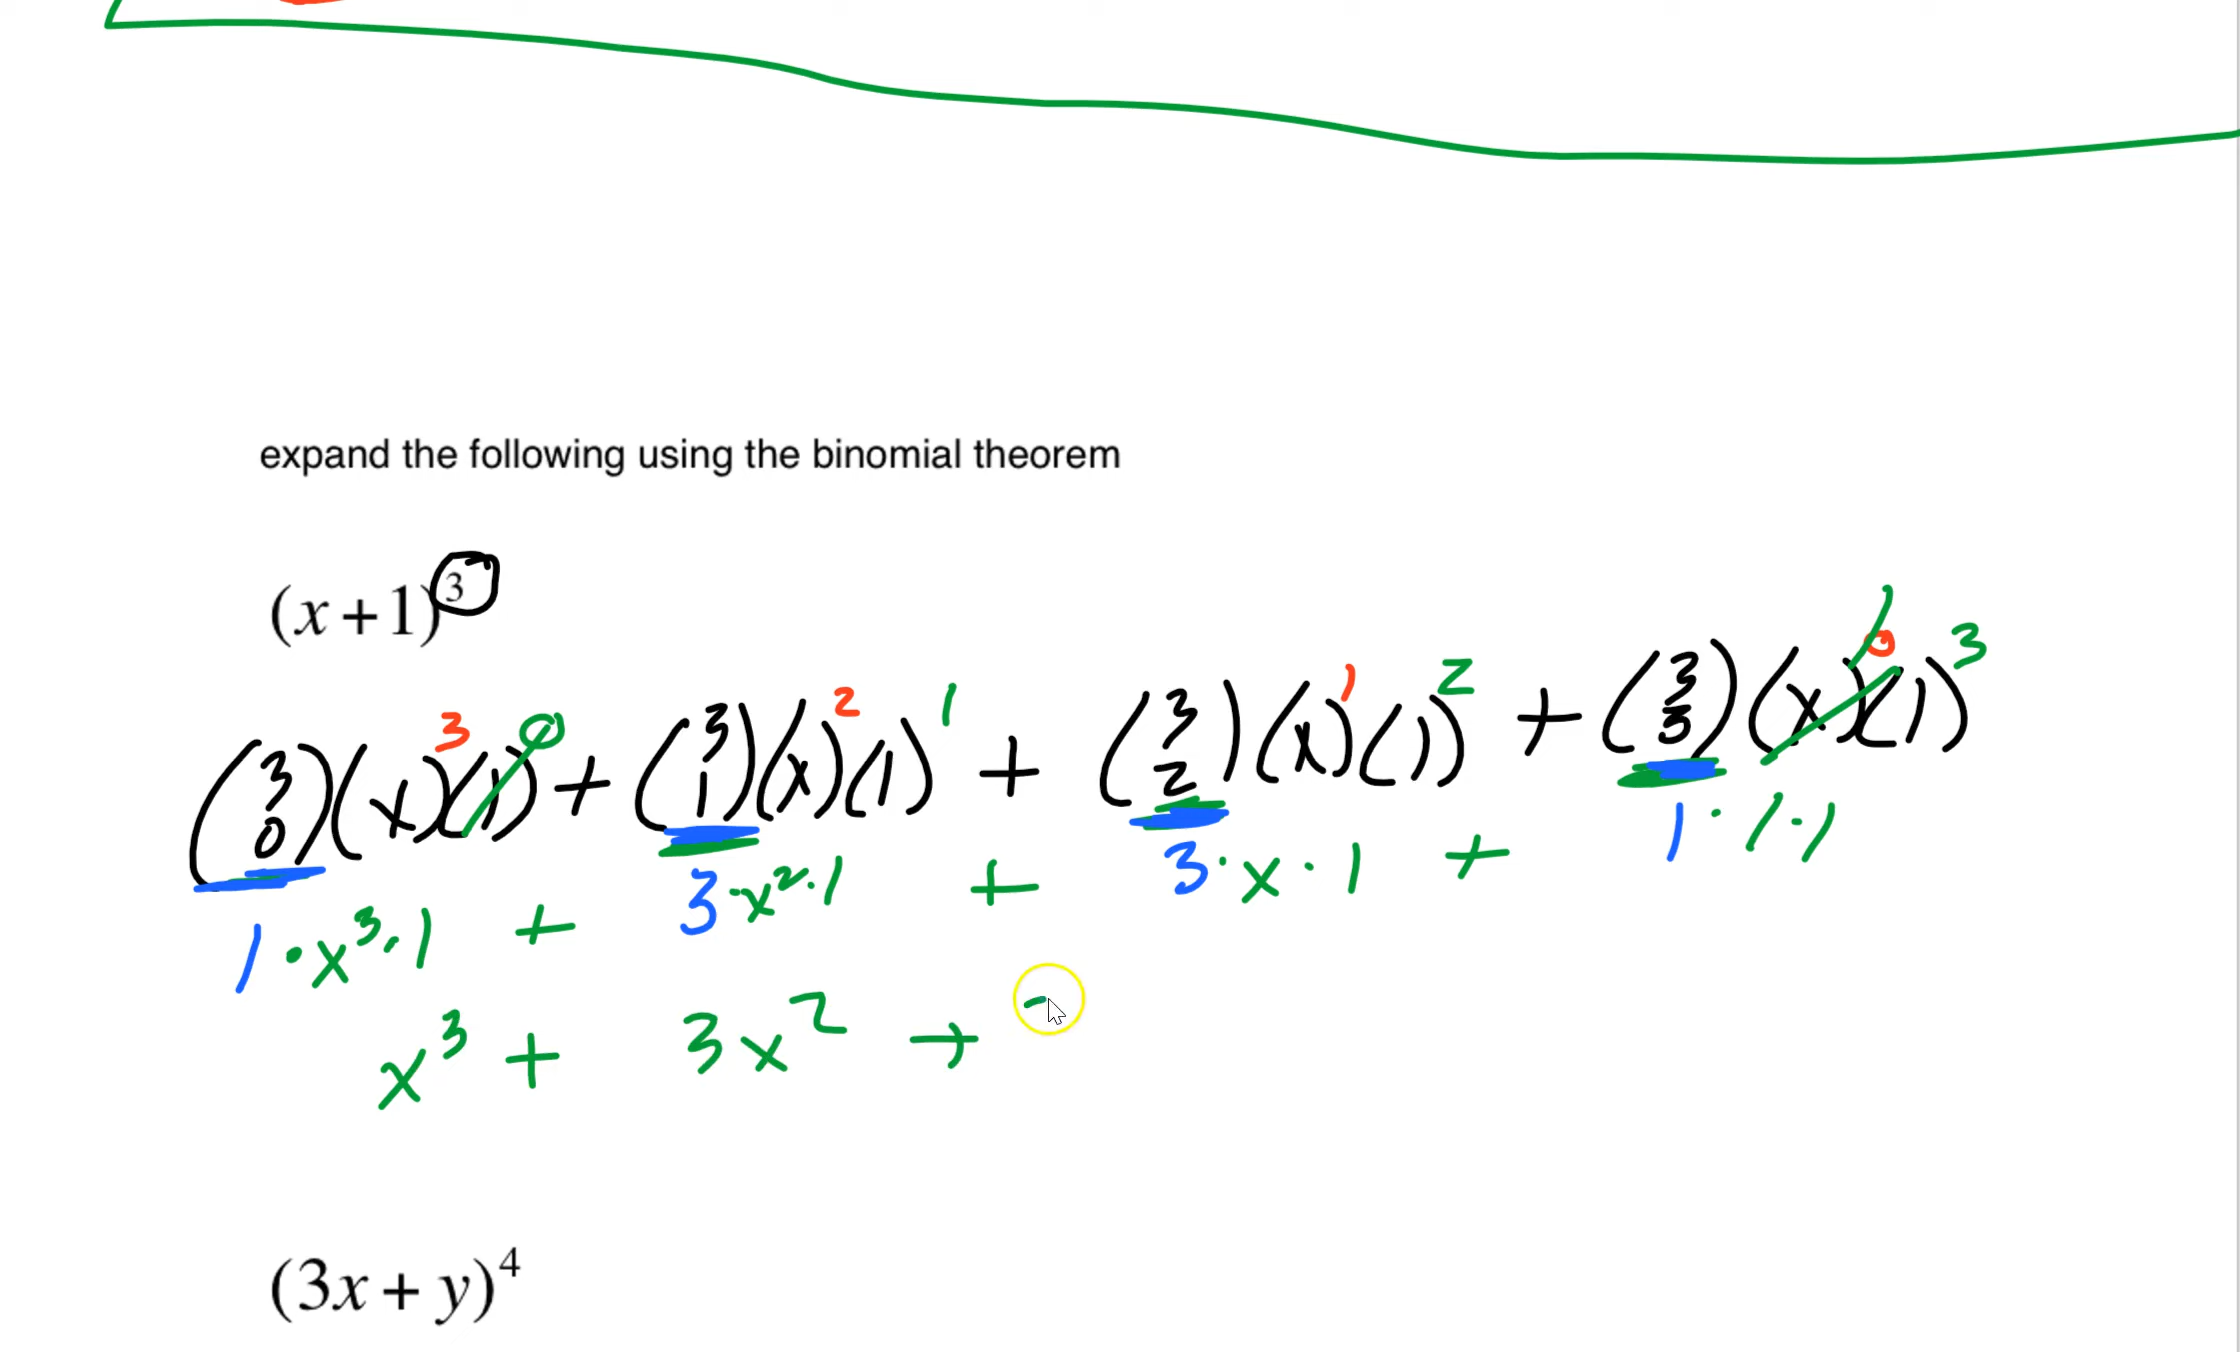 expand the following using the binomial theorem
(x+1)³
(3 0)(x)³(1)⁰ + (3 1)(x)²(1)¹ + (3 2)(x)¹(1)² + (3 3)(x)⁰(1)³
1
1·x³·1 + 3·x²·1 + 3·x·1 + 1·1·1
x³ + 3x² +
(3x+y)⁴